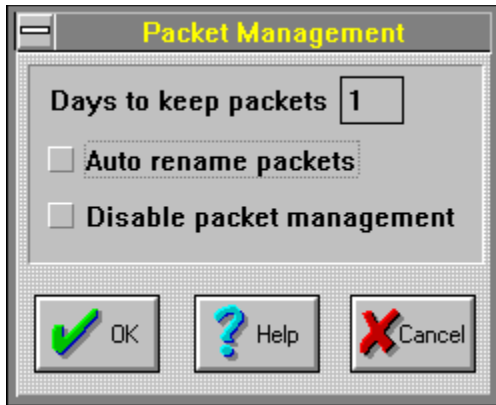 Packet Management
Days to keep packets 1
Auto rename packets
Disable packet management
OK Help Cancel